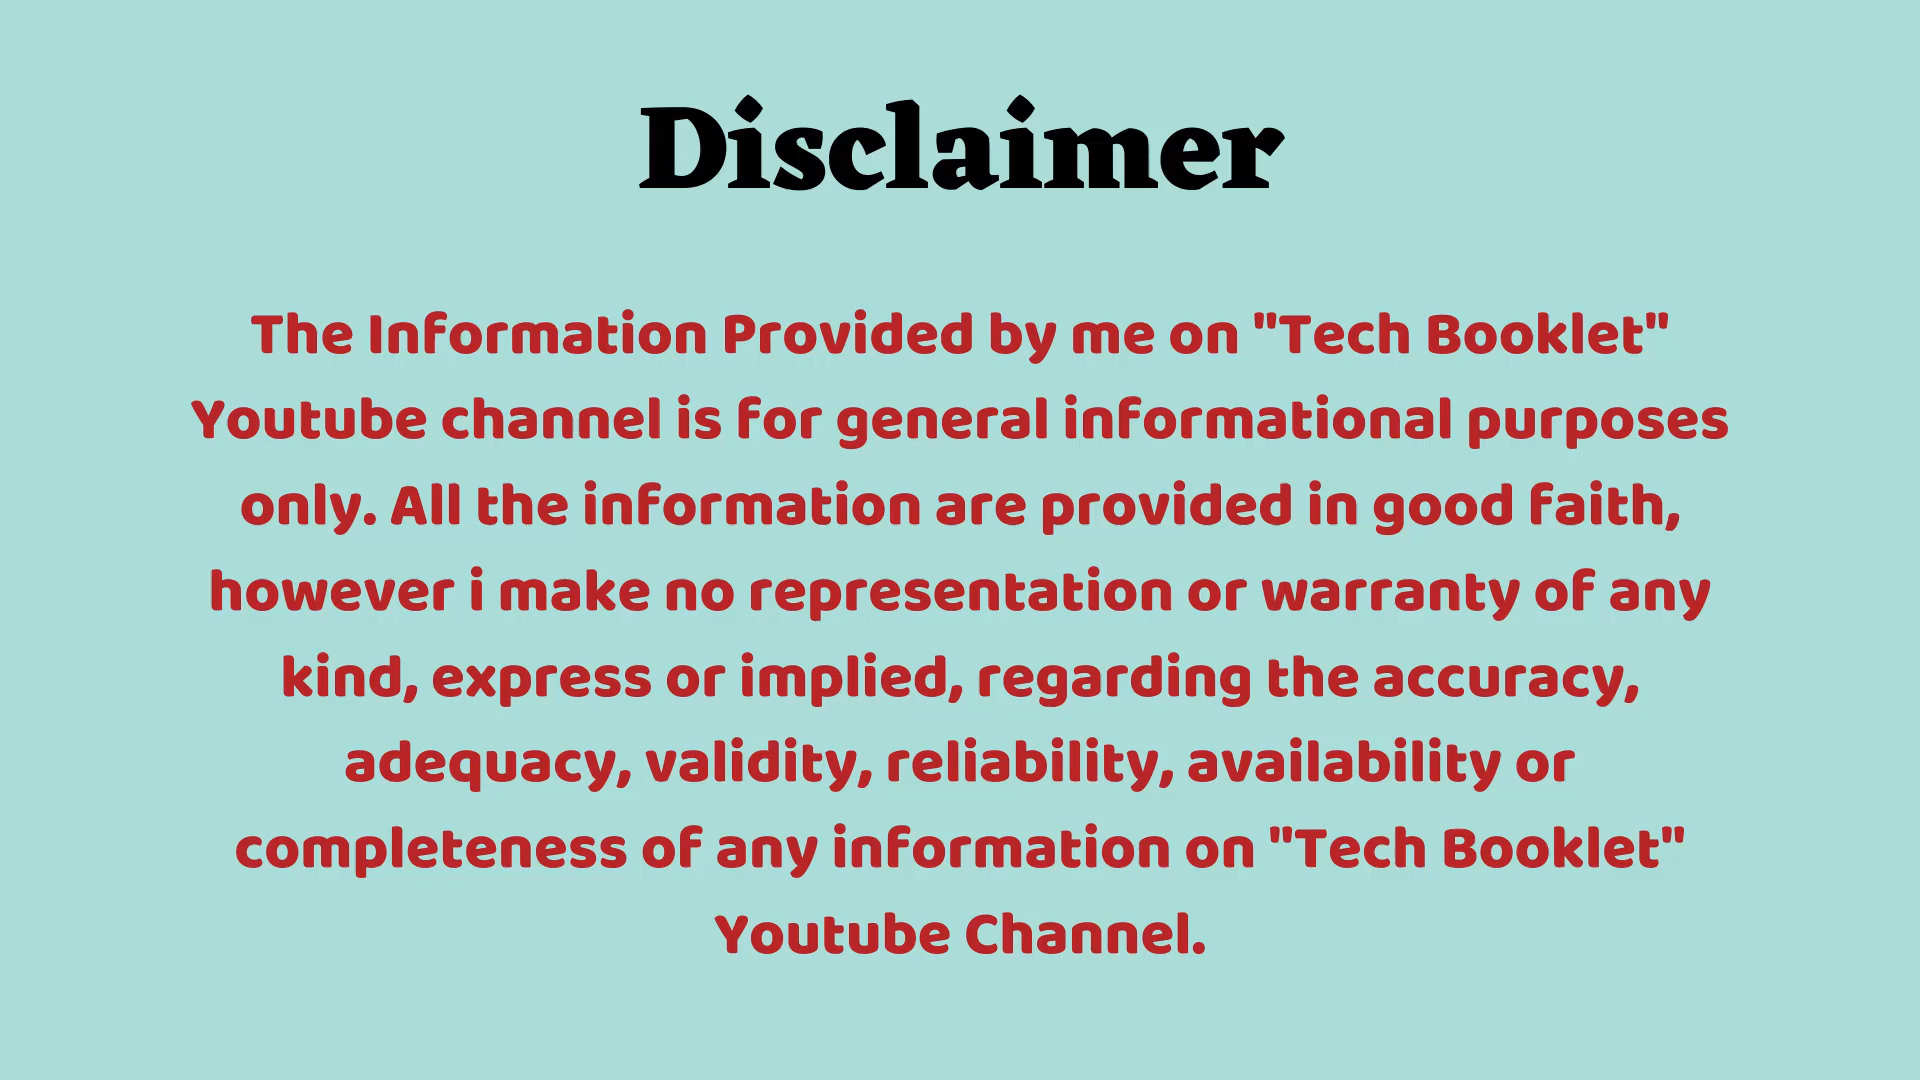 Disclaimer
The Information Provided by me on "Tech Booklet"
Youtube channel is for general informational purposes
only. All the information are provided in good faith,
however i make no representation or warranty of any
kind, express or implied, regarding the accuracy,
adequacy, validity, reliability, availability or
completeness of any information on "Tech Booklet"
Youtube Channel.